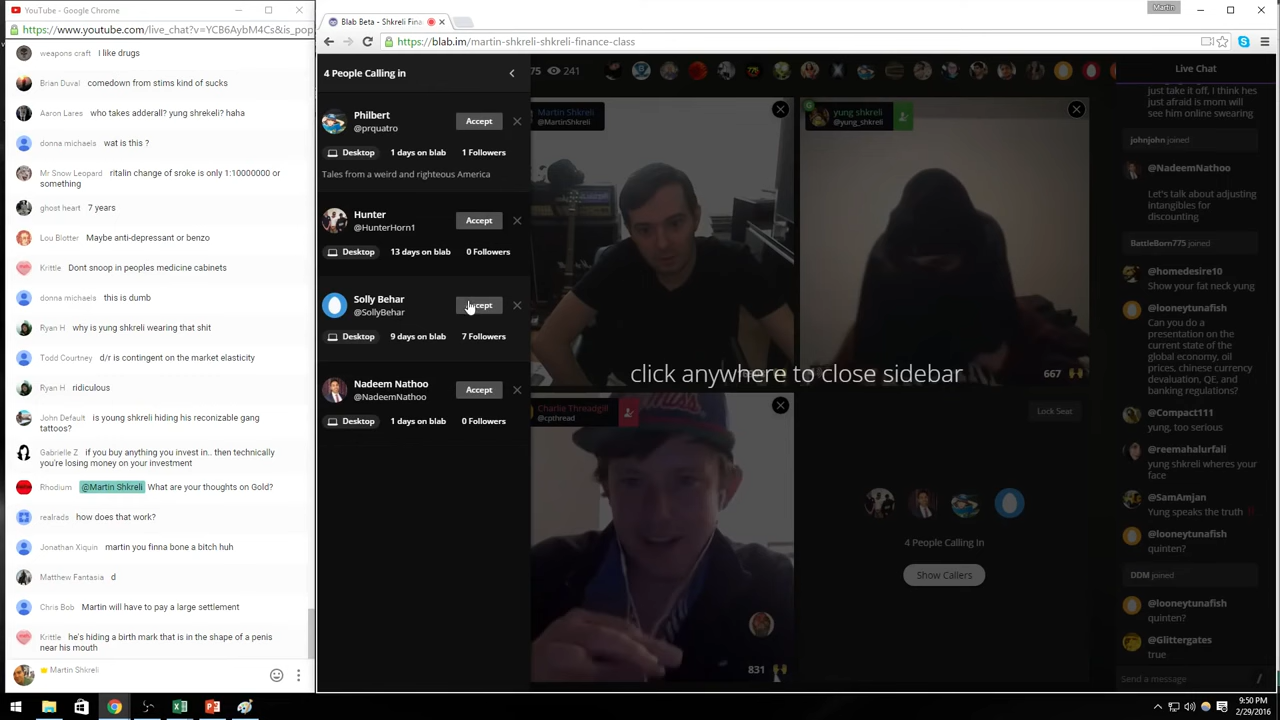 YouTube - Google Chrome
https://www.youtube.com/live_chat?v=YCB6AybM4Cs&is_pop
weapons craft I like drugs
Brian Duval comedown from stims kind of sucks
Aaron Lares who takes adderall? yung shrekeli? haha
donna michaels wat is this ?
Mr Snow Leopard ritalin change of sroke is only 1:10000000 or
something
ghost heart 7 years
Lou Blotter Maybe anti-depressant or benzo
Krittle Dont snoop in peoples medicine cabinets
donna michaels this is dumb
Ryan H why is yung shkreli wearing that shit
Todd Courtney d/r is contingent on the market elasticity
Ryan H ridiculous
John Default is young shkreli hiding his reconizable gang
tattoos?
Gabrielle Z if you buy anything you invest in.. then technically
you're losing money on your investment
Rhodium @Martin Shkreli What are your thoughts on Gold?
realrads how does that work?
Jonathan Xiquin martin you finna bone a bitch huh
Matthew Fantasia d
Chris Bob Martin will have to pay a large settlement
Krittle he's hiding a birth mark that is in the shape of a penis
near his mouth
Martin Shkreli
Martin
Blab Beta - Shkreli Fina
https://blab.im/martin-shkreli-shkreli-finance-class
4 People Calling in
Philbert
@prquatro
Accept
Desktop 1 days on blab 1 Followers
Tales from a weird and righteous America
Hunter
@HunterHorn1
Accept
Desktop 13 days on blab 0 Followers
Solly Behar
@SollyBehar
Desktop 9 days on blab 7 Followers
Nadeem Nathoo
@NadeemNathoo
Accept
Desktop 1 days on blab 0 Followers
75 241
Martin Shkreli
@MartinShkreli
yung shkreli
@yung_shkreli
click anywhere to close sidebar
667
Charlie Threadgill
@cpthread
831
Lock Seat
4 People Calling In
Show Callers
Live Chat
just take it off, I think hes
just afraid is mom will
see him online swearing
johnjohn joined
@NadeemNathoo
Let's talk about adjusting
intangibles for
discounting
BattleBorn775 joined
@homedesire10
Show your fat neck yung
@looneytunafish
Can you do a
presentation on the
current state of the
global economy, oil
prices, chinese currency
devaluation, QE, and
banking regulations?
@Compact111
yung, too serious
@reemahalurfali
yung shkreli wheres your
face
@SamAmjan
Yung speaks the truth
@looneytunafish
quinten?
DDM joined
@looneytunafish
quinten?
@Glittergates
true
Send a message
9:50 PM
2/29/2016